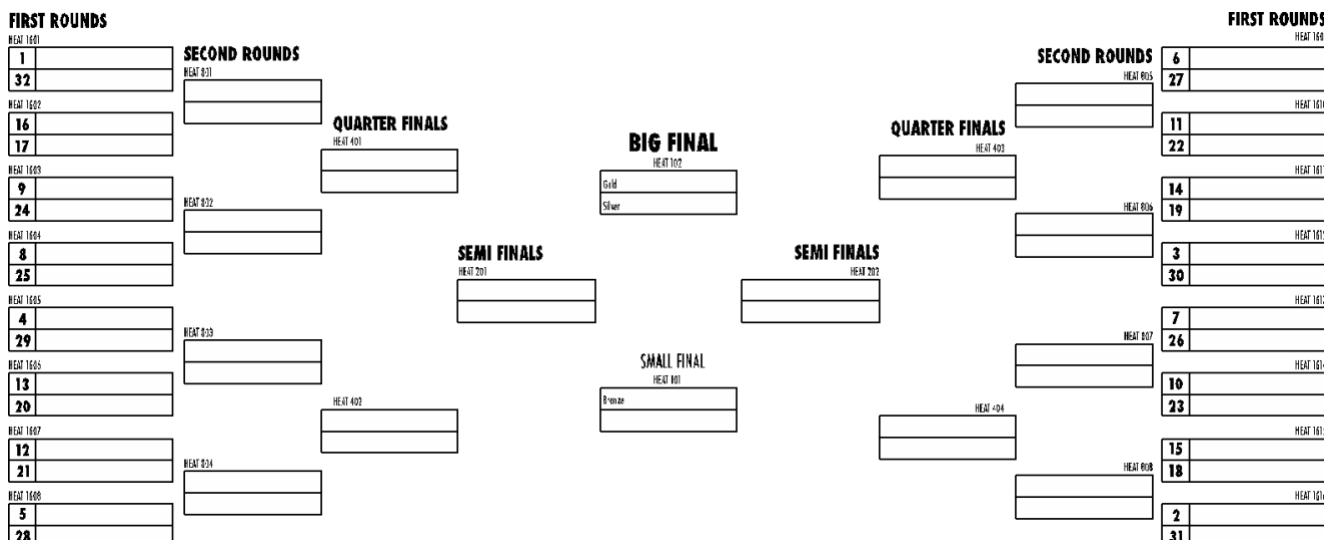 FIRST ROUNDS
HEAT 1601
1
32
HEAT 1602
16
17
HEAT 1603
9
24
HEAT 1604
8
25
HEAT 1605
4
29
HEAT 1606
13
20
HEAT 1607
12
21
HEAT 1608
5
28
SECOND ROUNDS
HEAT 801
HEAT 802
HEAT 803
HEAT 804
QUARTER FINALS
HEAT 401
HEAT 402
SEMI FINALS
HEAT 201
BIG FINAL
HEAT 102
Gold
Silver
SMALL FINAL
Bronze
SEMI FINALS
HEAT 202
QUARTER FINALS
HEAT 403
HEAT 404
SECOND ROUNDS
HEAT 805
HEAT 806
HEAT 807
HEAT 808
FIRST ROUNDS
6
27
11
22
14
19
3
30
7
26
10
23
15
18
2
31